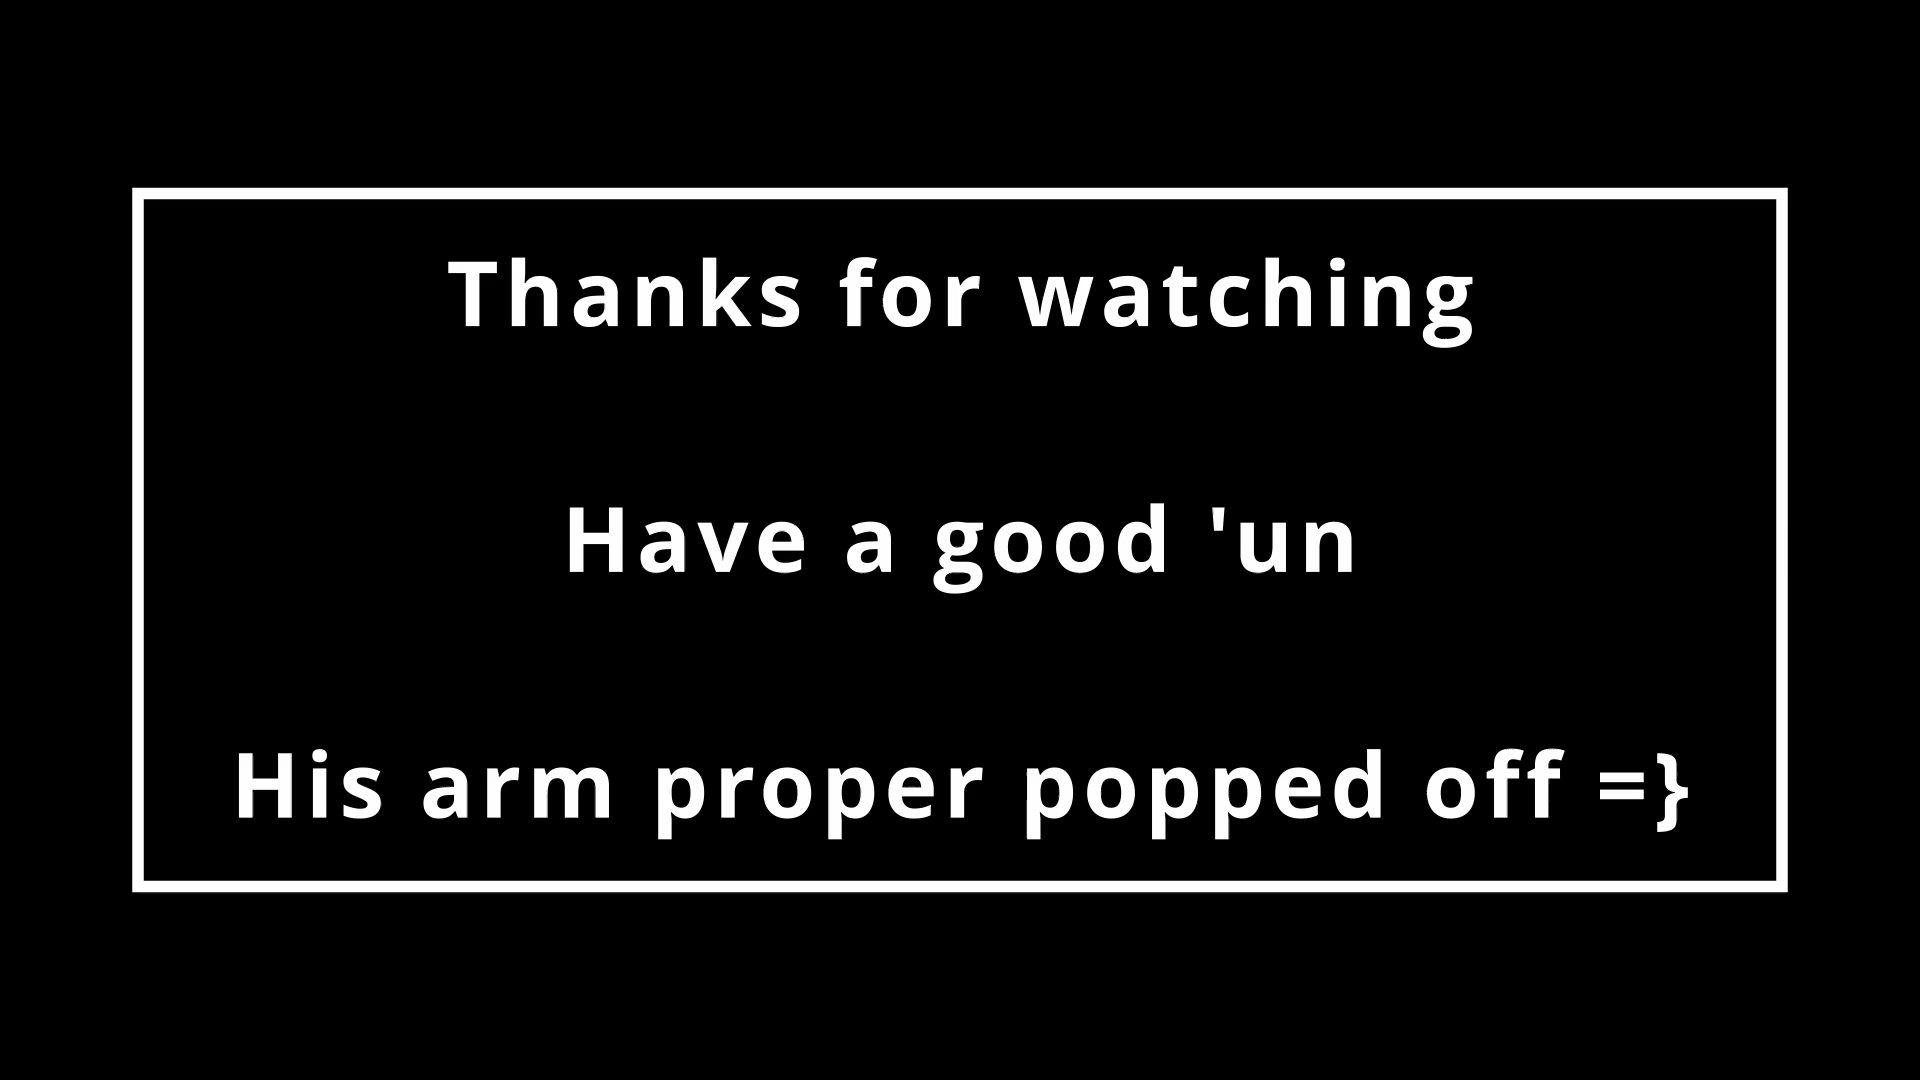 Thanks for watching
Have a good 'un
His arm proper popped off =}